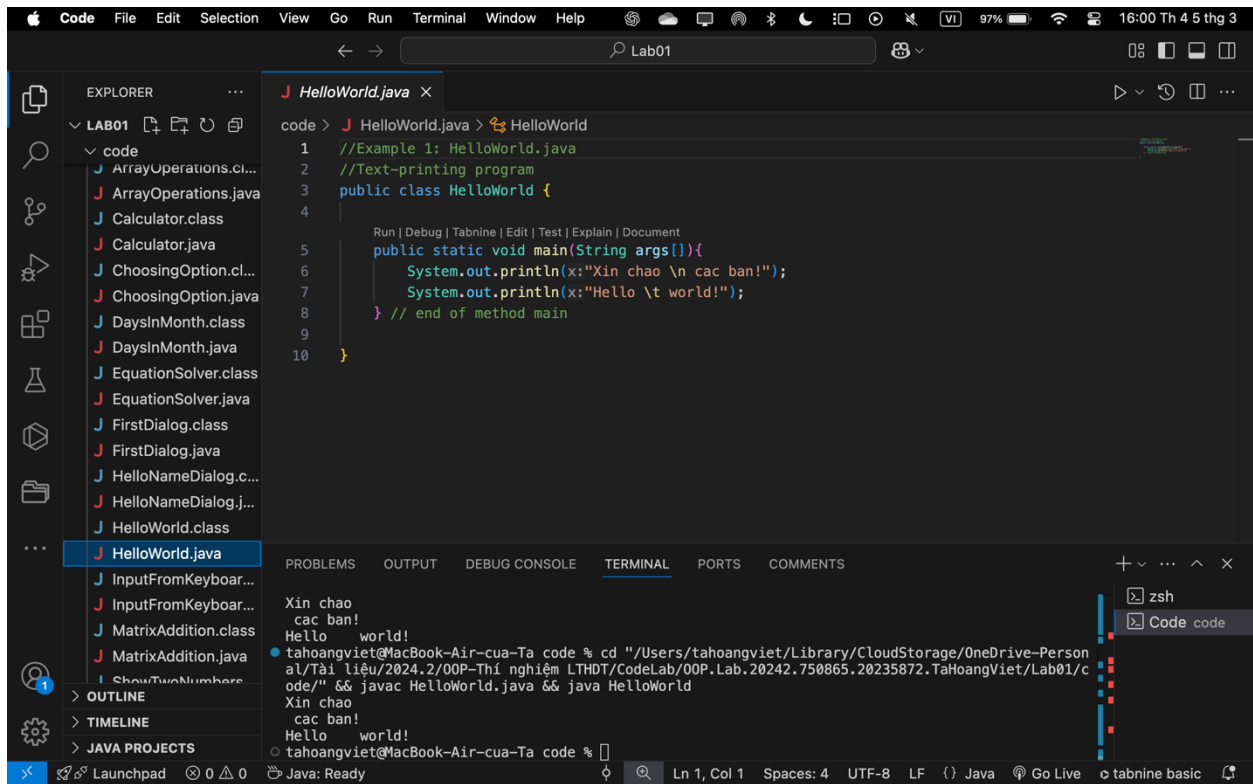 Code File Edit Selection View Go Run Terminal Window Help VI 97% 16:00 Th 4 5 thg 3
Lab01
EXPLORER
LAB01
code
ArrayOperations.cl...
ArrayOperations.java
Calculator.class
Calculator.java
ChoosingOption.cl...
ChoosingOption.java
DaysInMonth.class
DaysInMonth.java
EquationSolver.class
EquationSolver.java
FirstDialog.class
FirstDialog.java
HelloNameDialog.c...
HelloNameDialog.j...
HelloWorld.class
HelloWorld.java
InputFromKeyboar...
InputFromKeyboar...
MatrixAddition.class
MatrixAddition.java
ShowTwoNumbers
OUTLINE
TIMELINE
JAVA PROJECTS
1
J HelloWorld.java
code > J HelloWorld.java > HelloWorld
1 //Example 1: HelloWorld.java
2 //Text-printing program
3 public class HelloWorld {
4
Run | Debug | Tabnine | Edit | Test | Explain | Document
5 public static void main(String args[]){
6 System.out.println(x:"Xin chao \n cac ban!");
7 System.out.println(x:"Hello \t world!");
8 } // end of method main
9
10 }
PROBLEMS OUTPUT DEBUG CONSOLE TERMINAL PORTS COMMENTS
Xin chao
cac ban!
Hello world!
tahoangviet@MacBook-Air-cua-Ta code % cd "/Users/tahoangviet/Library/CloudStorage/OneDrive-Person
al/Tài liệu/2024.2/OOP-Thí nghiệm LTHDT/CodeLab/OOP.Lab.20242.750865.20235872.TaHoangViet/Lab01/c
ode/" && javac HelloWorld.java && java HelloWorld
Xin chao
cac ban!
Hello world!
tahoangviet@MacBook-Air-cua-Ta code %
zsh
Code code
Launchpad 0 0 Java: Ready Ln 1, Col 1 Spaces: 4 UTF-8 LF {} Java Go Live tabnine basic